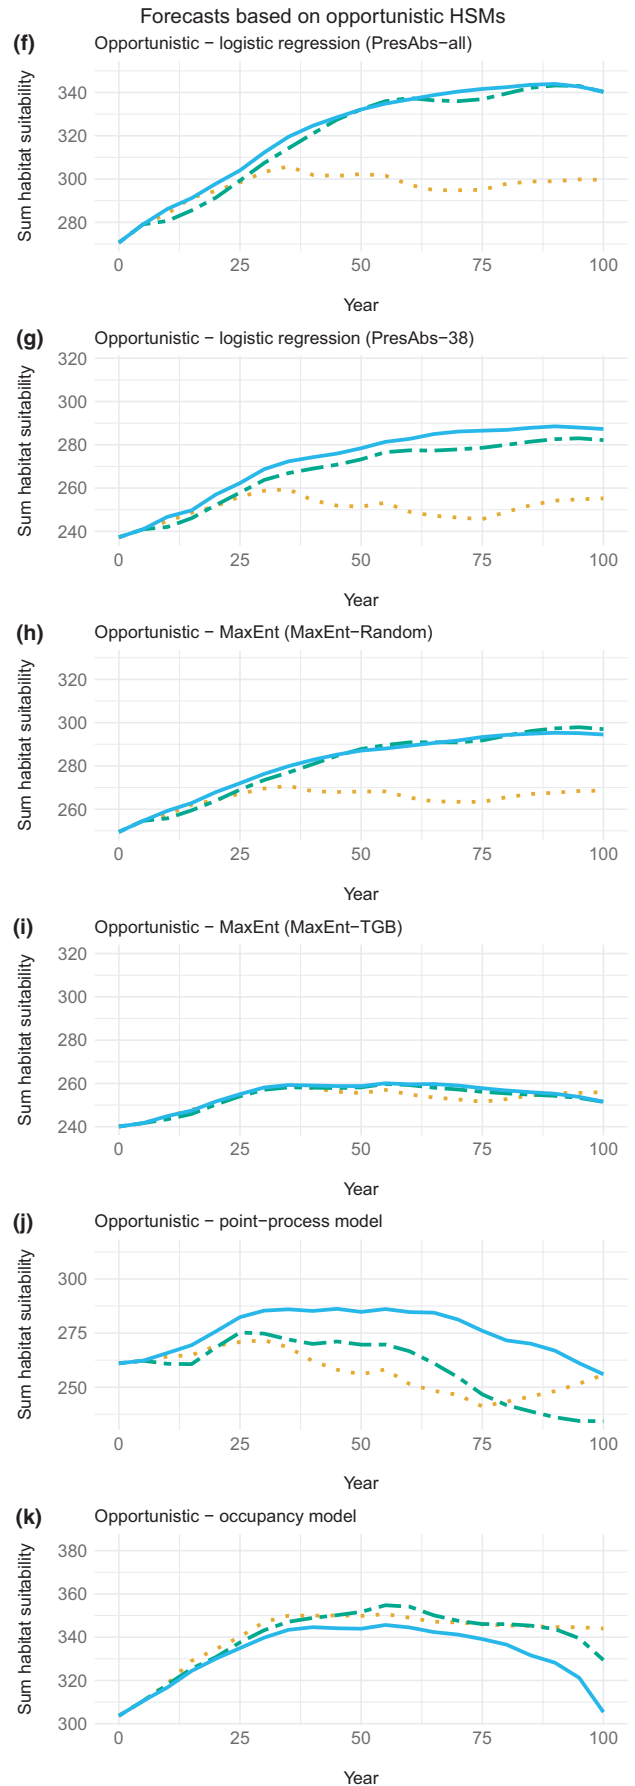 Forecasts based on opportunistic HSMs
(f) Opportunistic − logistic regression (PresAbs−all)
Sum habitat suitability
340
320
300
280
0 25 50 75 100
Year
(g) Opportunistic − logistic regression (PresAbs−38)
Sum habitat suitability
320
300
280
260
240
0 25 50 75 100
Year
(h) Opportunistic − MaxEnt (MaxEnt−Random)
Sum habitat suitability
320
300
280
260
0 25 50 75 100
Year
(i) Opportunistic − MaxEnt (MaxEnt−TGB)
Sum habitat suitability
320
300
280
260
240
0 25 50 75 100
Year
(j) Opportunistic − point−process model
Sum habitat suitability
300
275
250
0 25 50 75 100
Year
(k) Opportunistic − occupancy model
Sum habitat suitability
380
360
340
320
300
0 25 50 75 100
Year